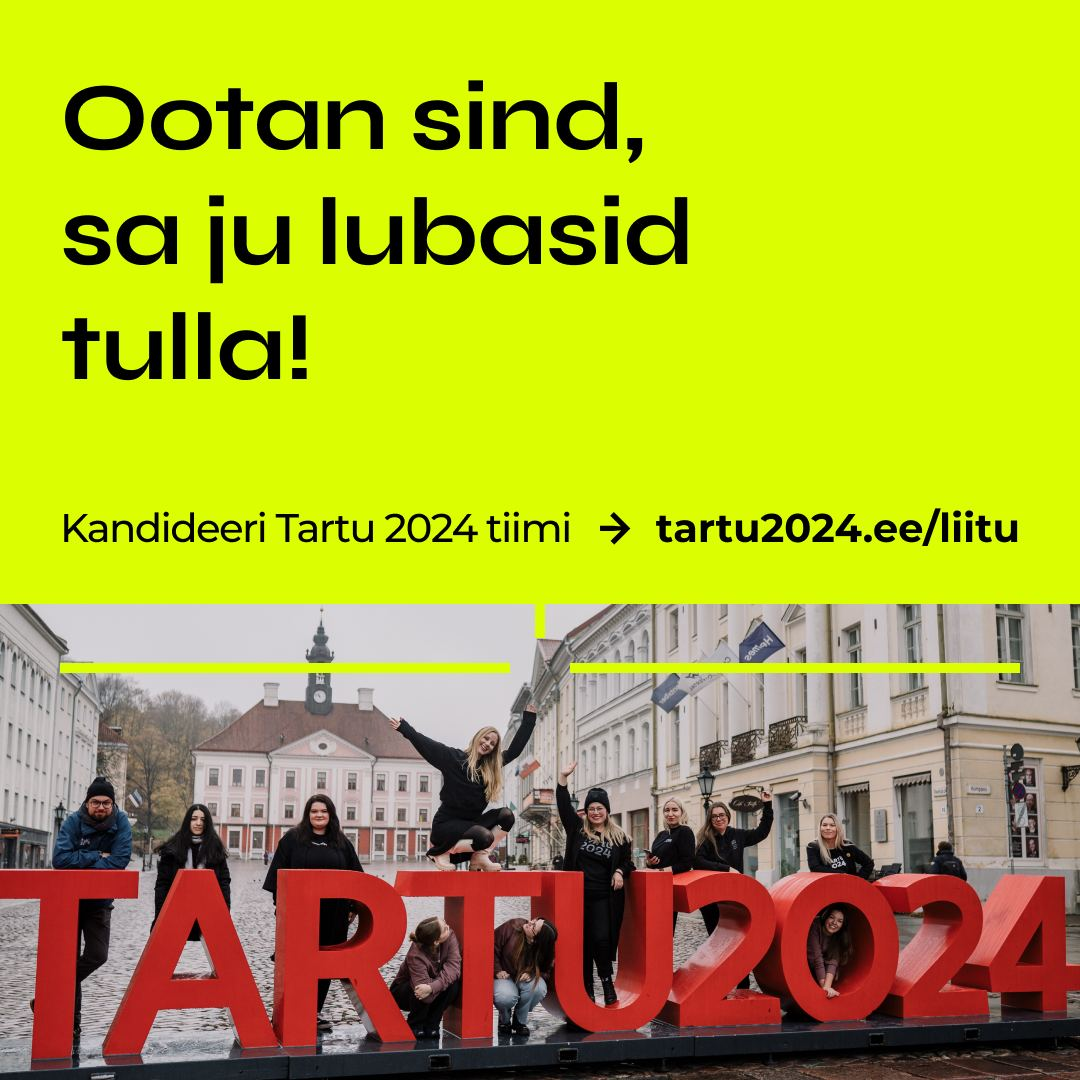 Ootan sind,
sa ju lubasid
tulla!
Kandideeri Tartu 2024 tiimi → tartu2024.ee/liitu
TARTU2024